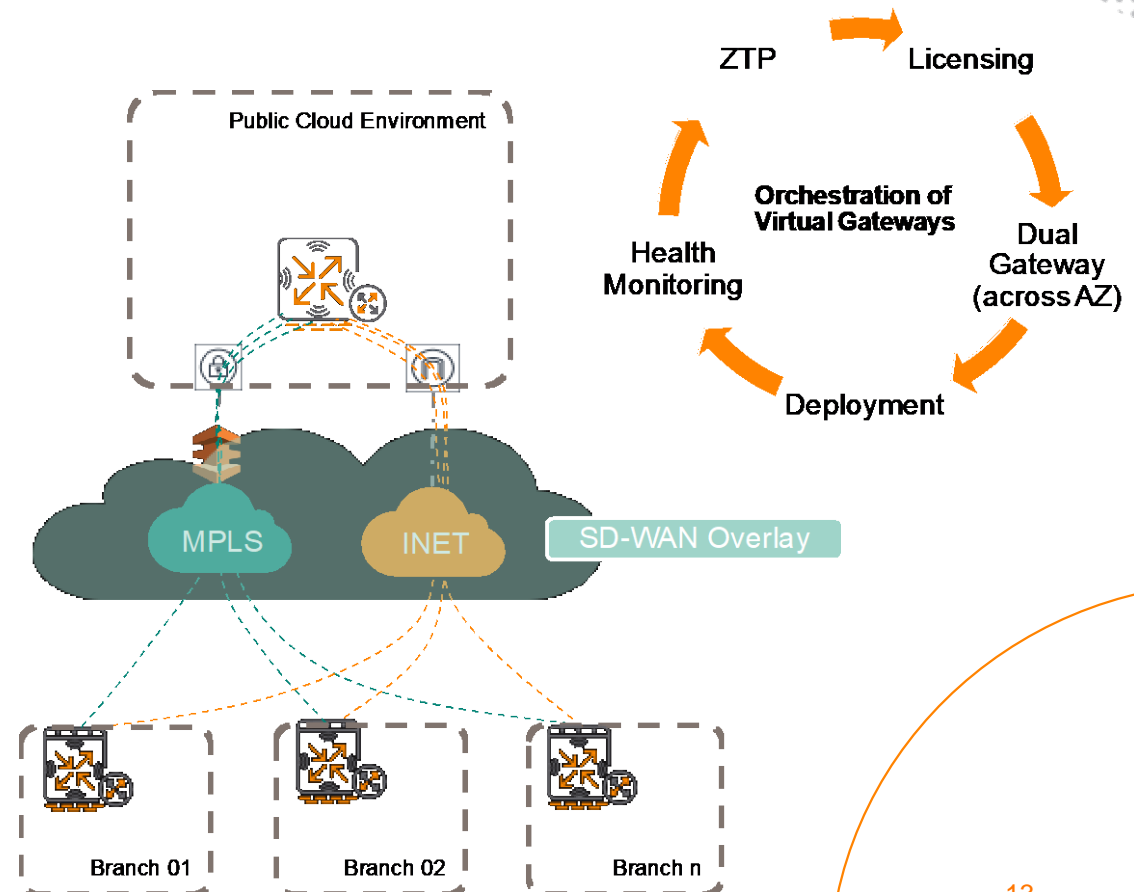 ZTP
Licensing
Public Cloud Environment
Orchestration of
Virtual Gateways
Dual
Gateway
(across AZ)
Health
Monitoring
Deployment
MPLS
INET
SD-WAN Overlay
Branch 01
Branch 02
Branch n